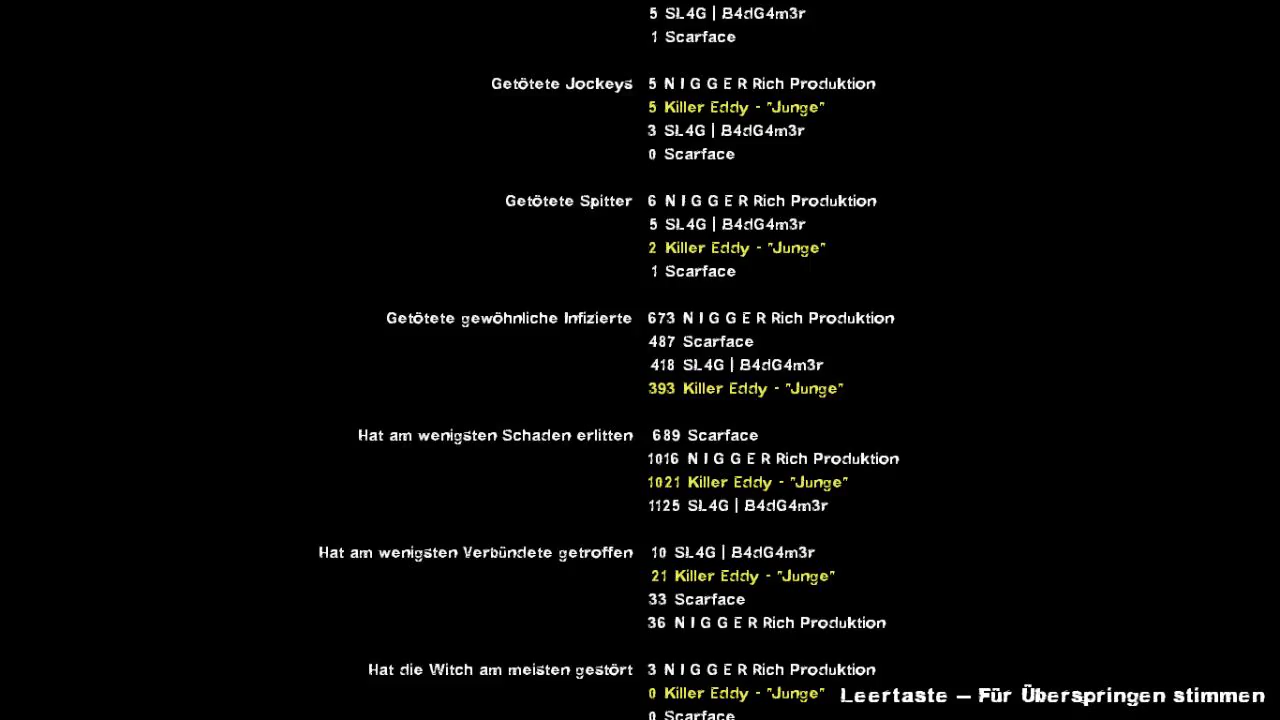 5 SL4G | B4dG4m3r
1 Scarface
Getötete Jockeys 5 N I G G E R Rich Produktion
5 Killer Eddy - "Junge"
3 SL4G | B4dG4m3r
0 Scarface
Getötete Spitter 6 N I G G E R Rich Produktion
5 SL4G | B4dG4m3r
2 Killer Eddy - "Junge"
1 Scarface
Getötete gewöhnliche Infizierte 673 N I G G E R Rich Produktion
487 Scarface
418 SL4G | B4dG4m3r
393 Killer Eddy - "Junge"
Hat am wenigsten Schaden erlitten 689 Scarface
1016 N I G G E R Rich Produktion
1021 Killer Eddy - "Junge"
1125 SL4G | B4dG4m3r
Hat am wenigsten Verbündete getroffen 10 SL4G | B4dG4m3r
21 Killer Eddy - "Junge"
33 Scarface
36 N I G G E R Rich Produktion
Hat die Witch am meisten gestört 3 N I G G E R Rich Produktion
0 Killer Eddy - "Junge"
Leertaste – Für Überspringen stimmen
0 Scarface